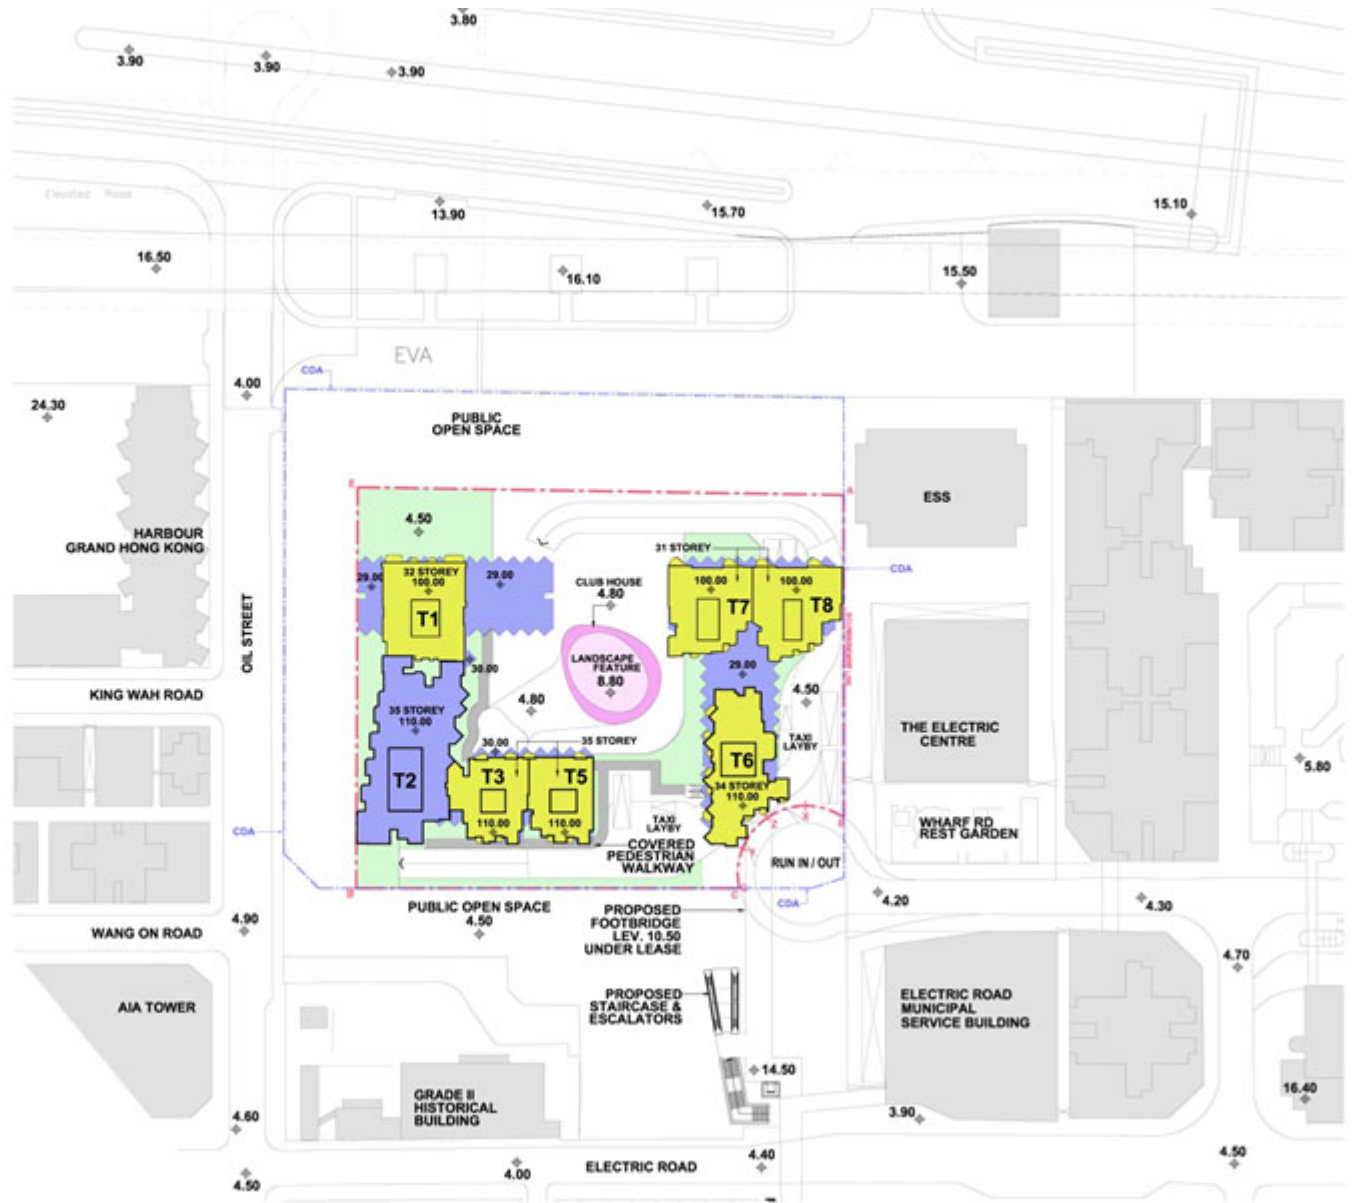 3.80
3.90
3.90
3.90
Elevated Road
13.90
15.70
15.10
16.50
16.10
15.50
EVA
CDA
4.00
24.30
PUBLIC
OPEN SPACE
E
A
ESS
4.50
HARBOUR
GRAND HONG KONG
31 STOREY
CDA
29.00
32 STOREY
100.00
29.00
CLUB HOUSE
4.80
100.00
100.00
T1
T7
T8
OIL STREET
LANDSCAPE
FEATURE
8.80
30.00
29.00
KING WAH ROAD
4.80
4.50
35 STOREY
110.00
30.00
35 STOREY
TAXI
LAYBY
THE ELECTRIC
CENTRE
T2
T3
T5
T6
34 STOREY
110.00
5.80
110.00
110.00
TAXI
LAYBY
X
Z
CDA
COVERED
PEDESTRIAN
WALKWAY
Y
RUN IN / OUT
WHARF RD
REST GARDEN
B
C
CDA
4.20
4.30
PUBLIC OPEN SPACE
4.50
PROPOSED
FOOTBRIDGE
LEV. 10.50
UNDER LEASE
4.90
WANG ON ROAD
4.70
AIA TOWER
PROPOSED
STAIRCASE &
ESCALATORS
ELECTRIC ROAD
MUNICIPAL
SERVICE BUILDING
14.50
GRADE II
HISTORICAL
BUILDING
16.40
4.60
3.90
4.50
4.00
ELECTRIC ROAD
4.40
4.50